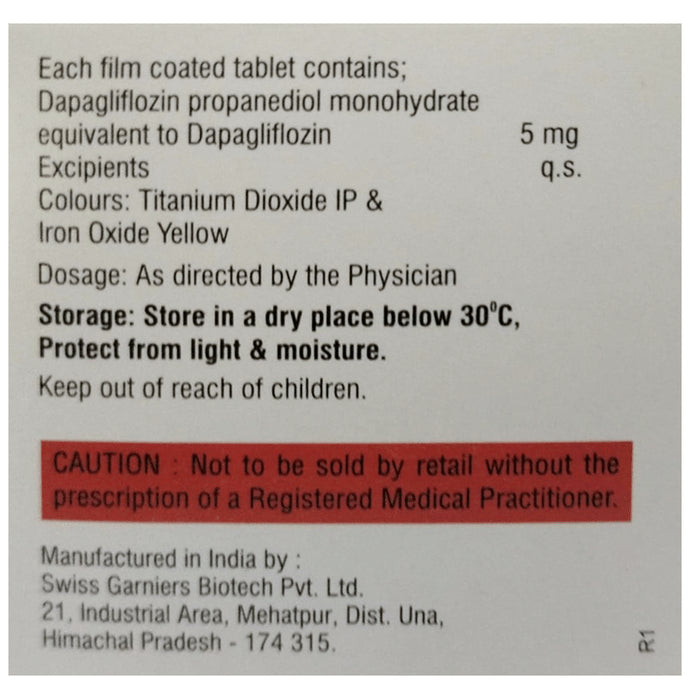 Each film coated tablet contains;
Dapagliflozin propanediol monohydrate
equivalent to Dapagliflozin 5 mg
Excipients q.s.
Colours: Titanium Dioxide IP &
Iron Oxide Yellow
Dosage: As directed by the Physician
Storage: Store in a dry place below 30⁰C,
Protect from light & moisture.
Keep out of reach of children.
CAUTION : Not to be sold by retail without the
prescription of a Registered Medical Practitioner.
Manufactured in India by :
Swiss Garniers Biotech Pvt. Ltd.
21, Industrial Area, Mehatpur, Dist. Una,
Himachal Pradesh - 174 315.
R1